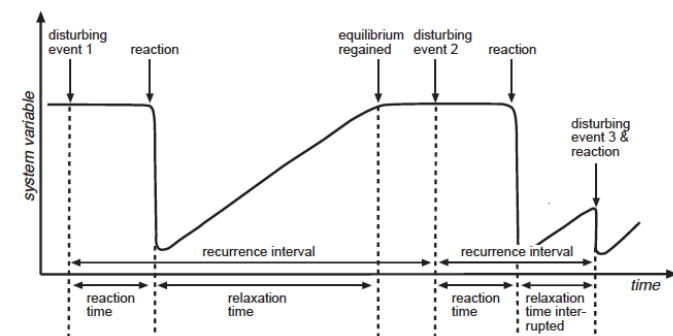 disturbing
event 1
reaction
equilibrium
regained
disturbing
event 2
reaction
disturbing
event 3 &
reaction
system variable
recurrence interval
recurrence interval
time
reaction
time
relaxation
time
reaction
time
relaxation
time inter-
rupted